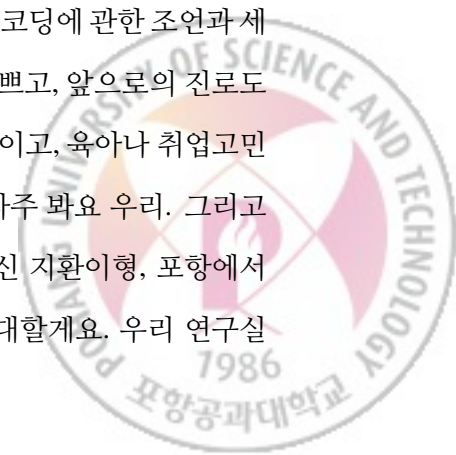 코딩에 관한 조언과 세
쁘고, 앞으로의 진로도
이고, 육아나 취업고민
주 봐요 우리. 그리고
신 지환이형, 포항에서
대할게요. 우리 연구실
POHANG UNIVERSITY OF SCIENCE AND TECHNOLOGY
1986
포항공과대학교